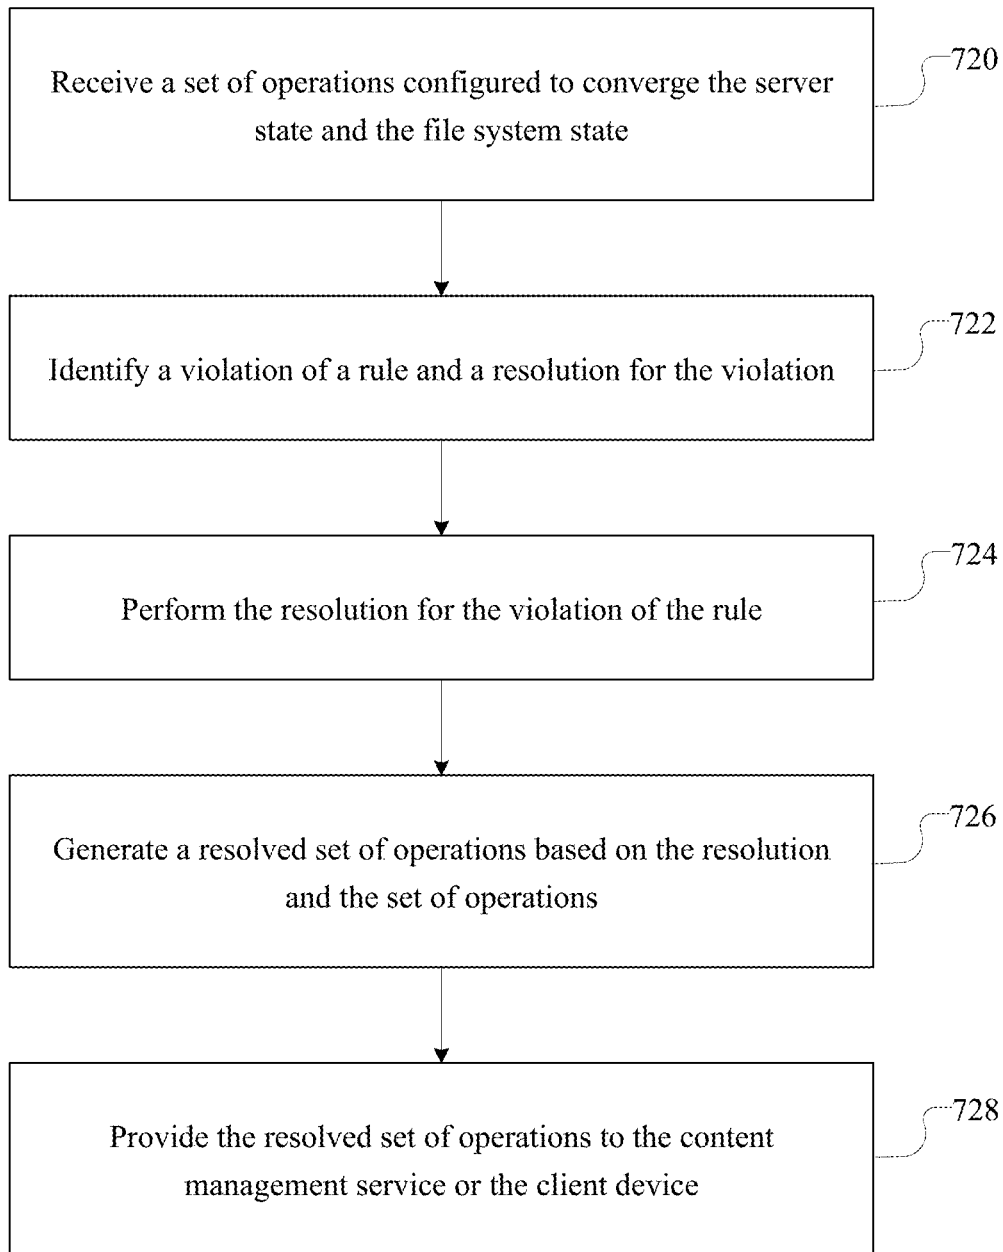 Receive a set of operations configured to converge the server
state and the file system state
720
Identify a violation of a rule and a resolution for the violation
722
Perform the resolution for the violation of the rule
724
Generate a resolved set of operations based on the resolution
and the set of operations
726
Provide the resolved set of operations to the content
management service or the client device
728